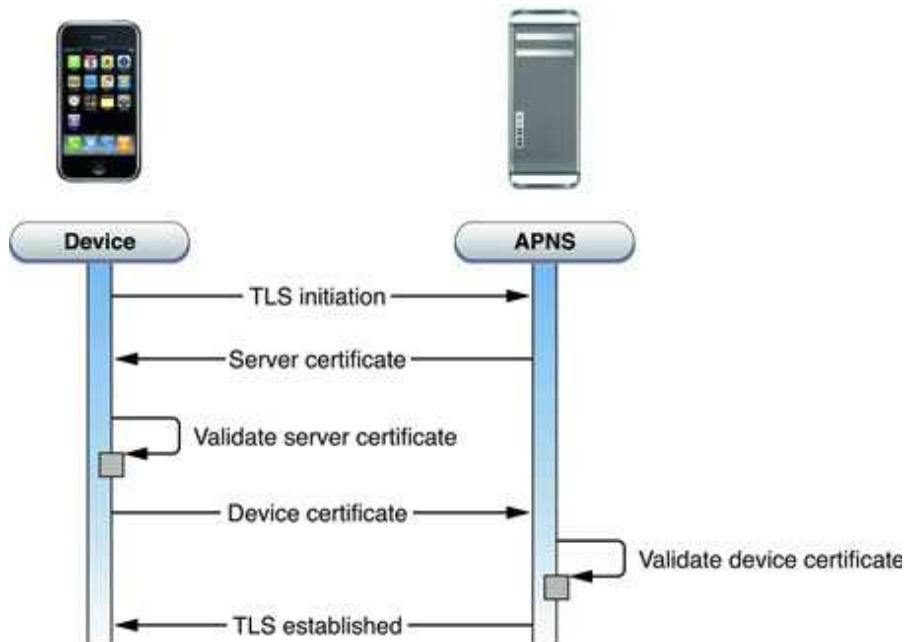 Device
APNS
TLS initiation
Server certificate
Validate server certificate
Device certificate
Validate device certificate
TLS established